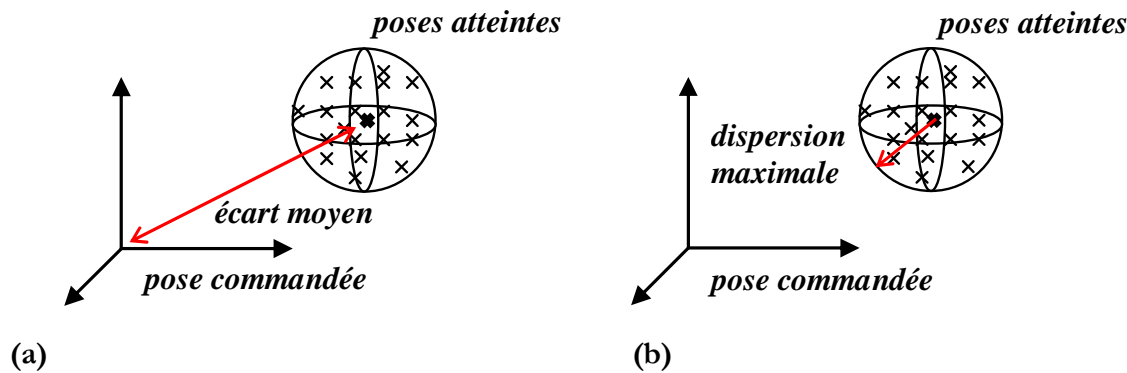 poses atteintes
écart moyen
pose commandée
(a)
poses atteintes
dispersion
maximale
pose commandée
(b)